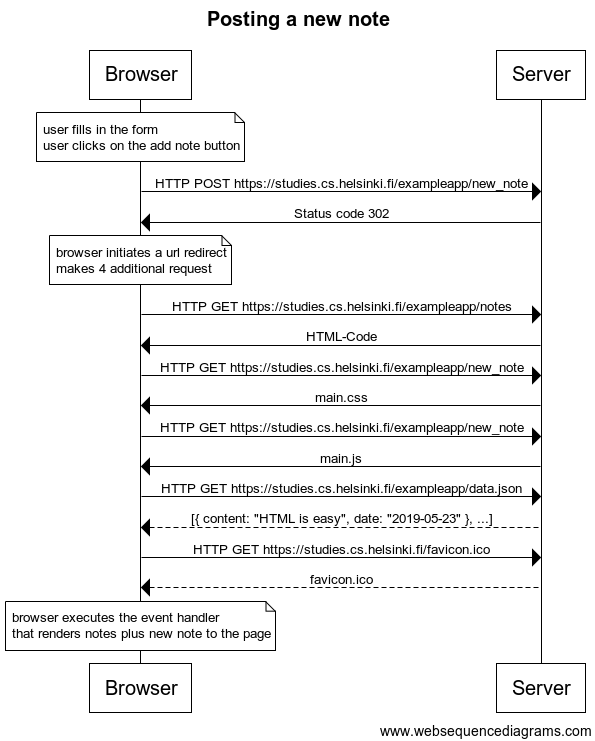 Posting a new note
Browser
Server
user fills in the form
user clicks on the add note button
HTTP POST https://studies.cs.helsinki.fi/exampleapp/new_note
Status code 302
browser initiates a url redirect
makes 4 additional request
HTTP GET https://studies.cs.helsinki.fi/exampleapp/notes
HTML-Code
HTTP GET https://studies.cs.helsinki.fi/exampleapp/new_note
main.css
HTTP GET https://studies.cs.helsinki.fi/exampleapp/new_note
main.js
HTTP GET https://studies.cs.helsinki.fi/exampleapp/data.json
[{ content: "HTML is easy", date: "2019-05-23" }, ...]
HTTP GET https://studies.cs.helsinki.fi/favicon.ico
favicon.ico
browser executes the event handler
that renders notes plus new note to the page
Browser
Server
www.websequencediagrams.com